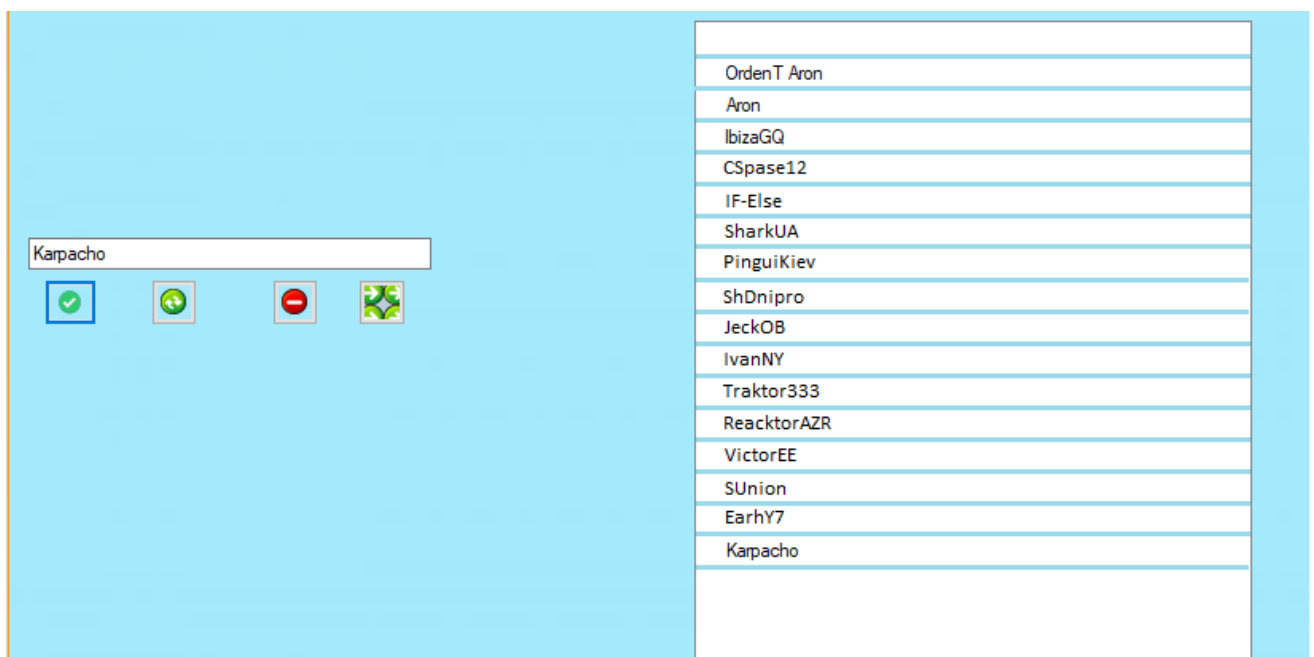 Karpacho
OrdenT Aron
Aron
IbizaGQ
CSpase12
IF-Else
SharkUA
PinguiKiev
ShDnipro
JeckOB
IvanNY
Traktor333
ReacktorAZR
VictorEE
SUnion
EarhY7
Karpacho